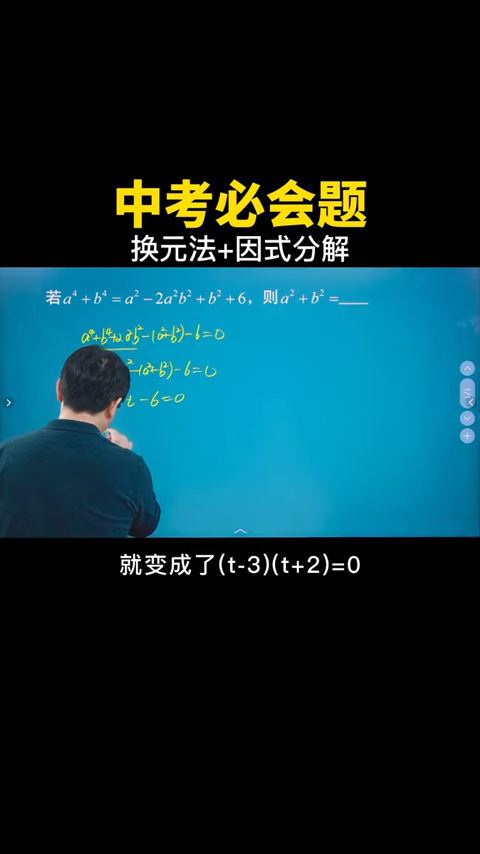 中考必会题
换元法+因式分解
若a⁴+b⁴=a²-2a²b²+b²+6，则a²+b²=____
a⁴+b⁴+2a²b²-(a²+b²)-6=0
²-(a²+b²)-6=0
t-6=0
就变成了(t-3)(t+2)=0